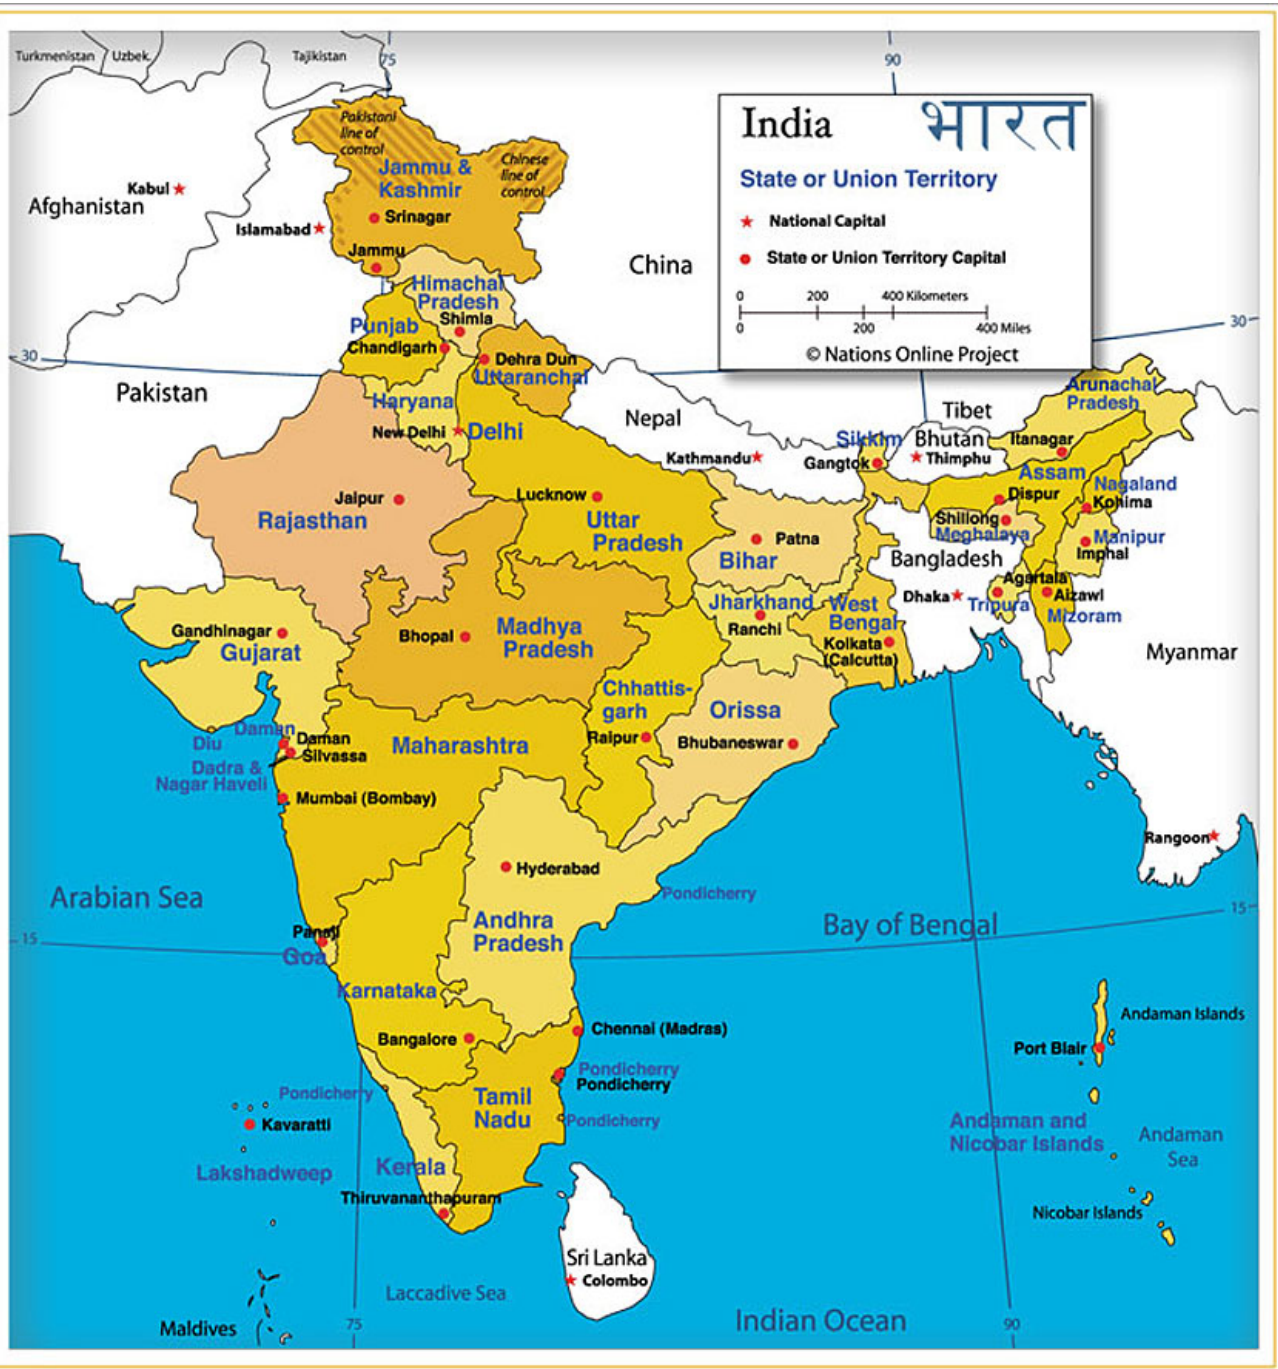 Turkmenistan
Uzbek.
Tajikistan
75
90
India
भारत
State or Union Territory
National Capital
State or Union Territory Capital
0 200 400 Kilometers
0 200 400 Miles
© Nations Online Project
Pakistani
line of
control
Chinese
line of
control
Jammu &
Kashmir
Kabul
Afghanistan
Srinagar
Islamabad
Jammu
China
Himachal
Pradesh
Shimla
Punjab
Chandigarh
30
30
Dehra Dun
Uttaranchal
Pakistan
Haryana
New Delhi
Delhi
Nepal
Kathmandu
Tibet
Arunachal
Pradesh
Sikkim
Gangtok
Bhutan
Thimphu
Itanagar
Assam
Dispur
Nagaland
Kohima
Shillong
Meghalaya
Manipur
Imphal
Jaipur
Rajasthan
Lucknow
Uttar
Pradesh
Patna
Bihar
Bangladesh
Dhaka
Agartala
Tripura
Aizawl
Mizoram
Jharkhand
Ranchi
West
Bengal
Kolkata
(Calcutta)
Myanmar
Gandhinagar
Gujarat
Bhopal
Madhya
Pradesh
Chhattis-
garh
Raipur
Orissa
Bhubaneswar
Daman
Diu
Daman
Silvassa
Dadra &
Nagar Haveli
Maharashtra
Mumbai (Bombay)
Rangoon
Hyderabad
Andhra
Pradesh
Pondicherry
Arabian Sea
Bay of Bengal
15
15
Panaji
Goa
Karnataka
Bangalore
Chennai (Madras)
Andaman Islands
Port Blair
Pondicherry
Pondicherry
Pondicherry
Tamil
Nadu
Pondicherry
Kavaratti
Lakshadweep
Kerala
Thiruvananthapuram
Andaman and
Nicobar Islands
Andaman
Sea
Nicobar Islands
Sri Lanka
Colombo
Laccadive Sea
Maldives
75
Indian Ocean
90